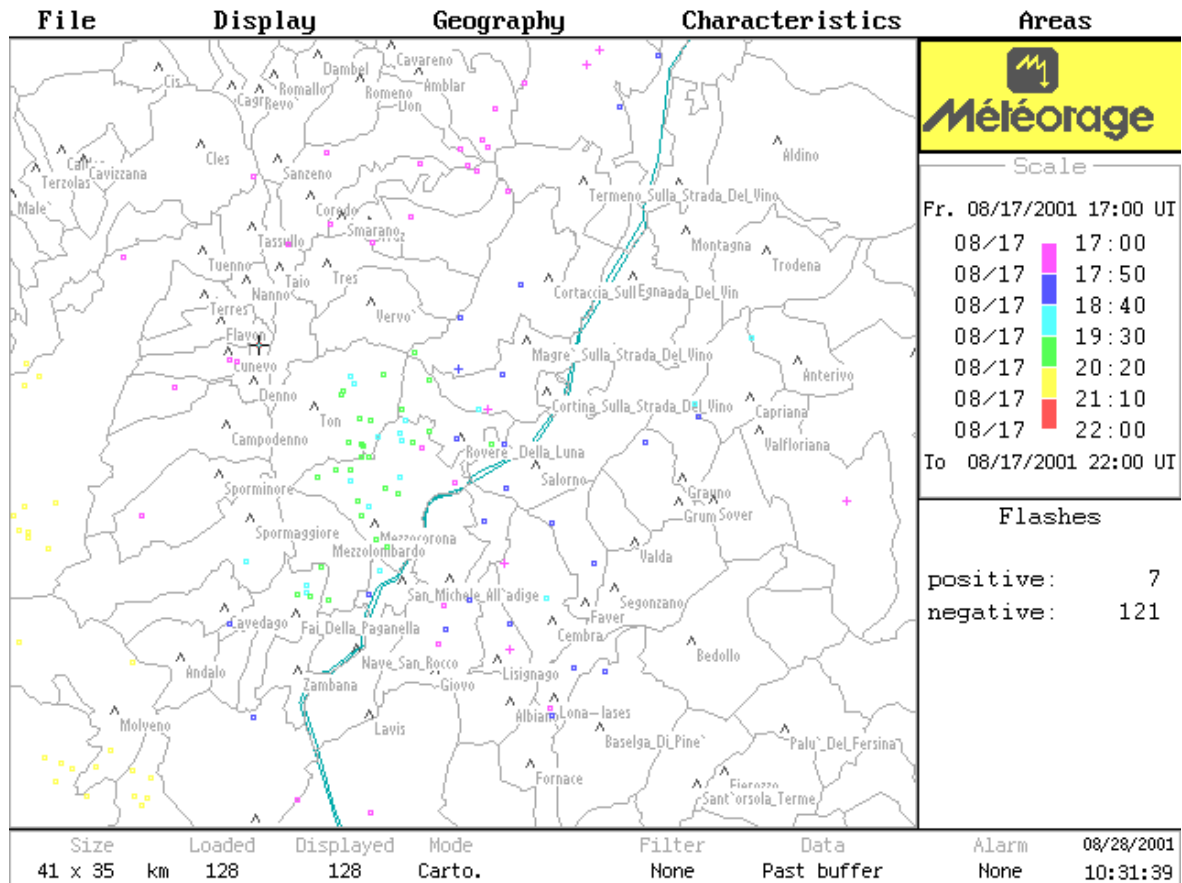 File Display Geography Characteristics Areas
Météorage
Scale
Fr. 08/17/2001 17:00 UT
08/17 17:00
08/17 17:50
08/17 18:40
08/17 19:30
08/17 20:20
08/17 21:10
08/17 22:00
To 08/17/2001 22:00 UT
Flashes
positive: 7
negative: 121
Cavareno
Dambel
Cis
Romallo
Romeno
Amblar
Cagn
Revo`
Don
Cles
Aldino
Cavizzana
Terzolas
Sanzeno
Male`
Termeno_Sulla_Strada_Del_Vino
Coredo
Smarano
Tassullo
Montagna
Tuenno
Tres
Trodena
Taio
Nanno
Cortaccia_Sull
Egna
ada_Del_Vin
Terres
Vervo`
Flavon
Magre`_Sulla_Strada_Del_Vino
Cunevo
Anterivo
Denno
Ton
Cortina_Sulla_Strada_Del_Vino
Capriana
Campodenno
Valfloriana
Rovere`_Della_Luna
Salorno
Sporminore
Grauno
Grum
Sover
Spormaggiore
Mezzocorona
Mezzolombardo
Valda
San_Michele_All`adige
Segonzano
Faver
Cavedago
Fai_Della_Paganella
Cembra
Bedollo
Andalo
Nave_San_Rocco
Lisignago
Zambana
Giovo
Molveno
Lavis
Albiano
Lona-lases
Baselga_Di_Pine`
Palu`_Del_Fersina
Fornace
Fierozzo
Sant`orsola_Terme
Size Loaded Displayed Mode Filter Data Alarm 08/28/2001
41 x 35 km 128 128 Carto. None Past buffer None 10:31:39